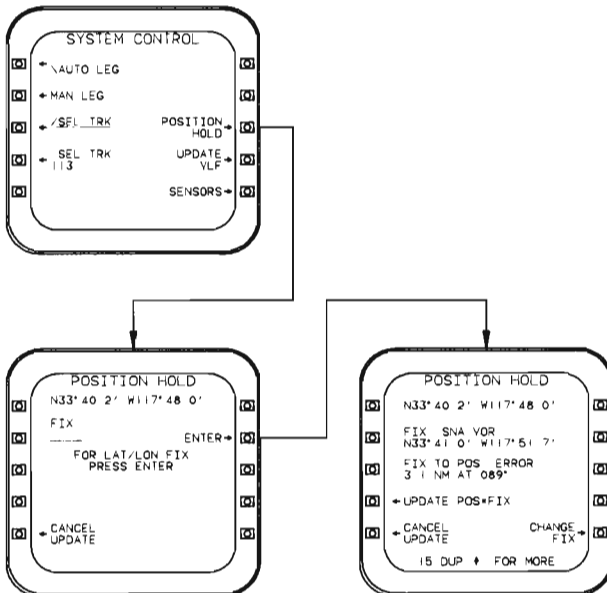 SYSTEM CONTROL
←\AUTO LEG
←MAN LEG
←/SEL TRK
POSITION→
HOLD
← SEL TRK
113
UPDATE→
VLF
SENSORS→
POSITION HOLD
N33°40 2' W117°48 0'
FIX
ENTER→
FOR LAT/LON FIX
PRESS ENTER
←CANCEL
UPDATE
POSITION HOLD
N33°40 2' W117°48 0'
FIX SNA VOR
N33°41 0' W117°51 7'
FIX TO POS ERROR
3 1 NM AT 089°
←UPDATE POS=FIX
←CANCEL
UPDATE
CHANGE→
FIX
15 DUP ♦ FOR MORE